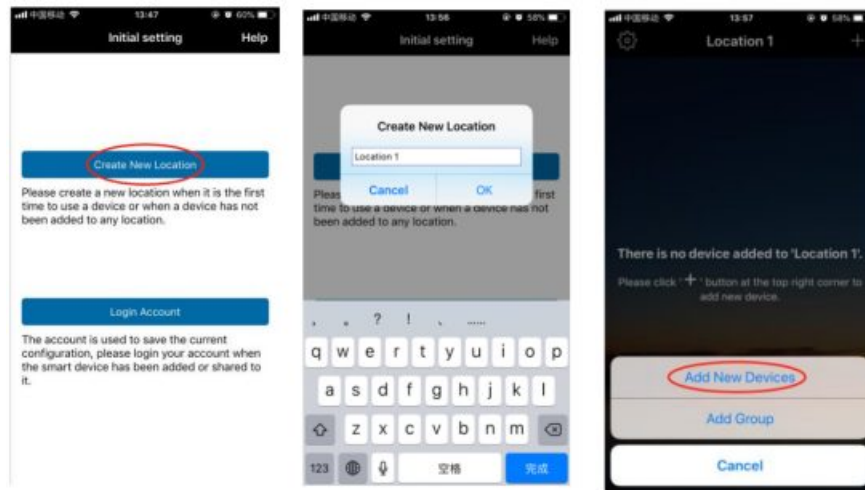 中国移动 13:47 60%
Initial setting Help
Create New Location
Please create a new location when it is the first
time to use a device or when a device has not
been added to any location.
Login Account
The account is used to save the current
configuration, please login your account when
the smart device has been added or shared to
it.
中国移动 13:56 58%
Initial setting Help
Create New Location
Location 1
Cancel OK
Pleas first
time to use a device or when a device has not
been added to any location.
, 。 ? ! 、 ……
q w e r t y u i o p
a s d f g h j k l
z x c v b n m
123 空格 完成
中国移动 13:57 58%
Location 1 +
There is no device added to 'Location 1'.
Please click '+' button at the top right corner to
add new device.
Add New Devices
Add Group
Cancel